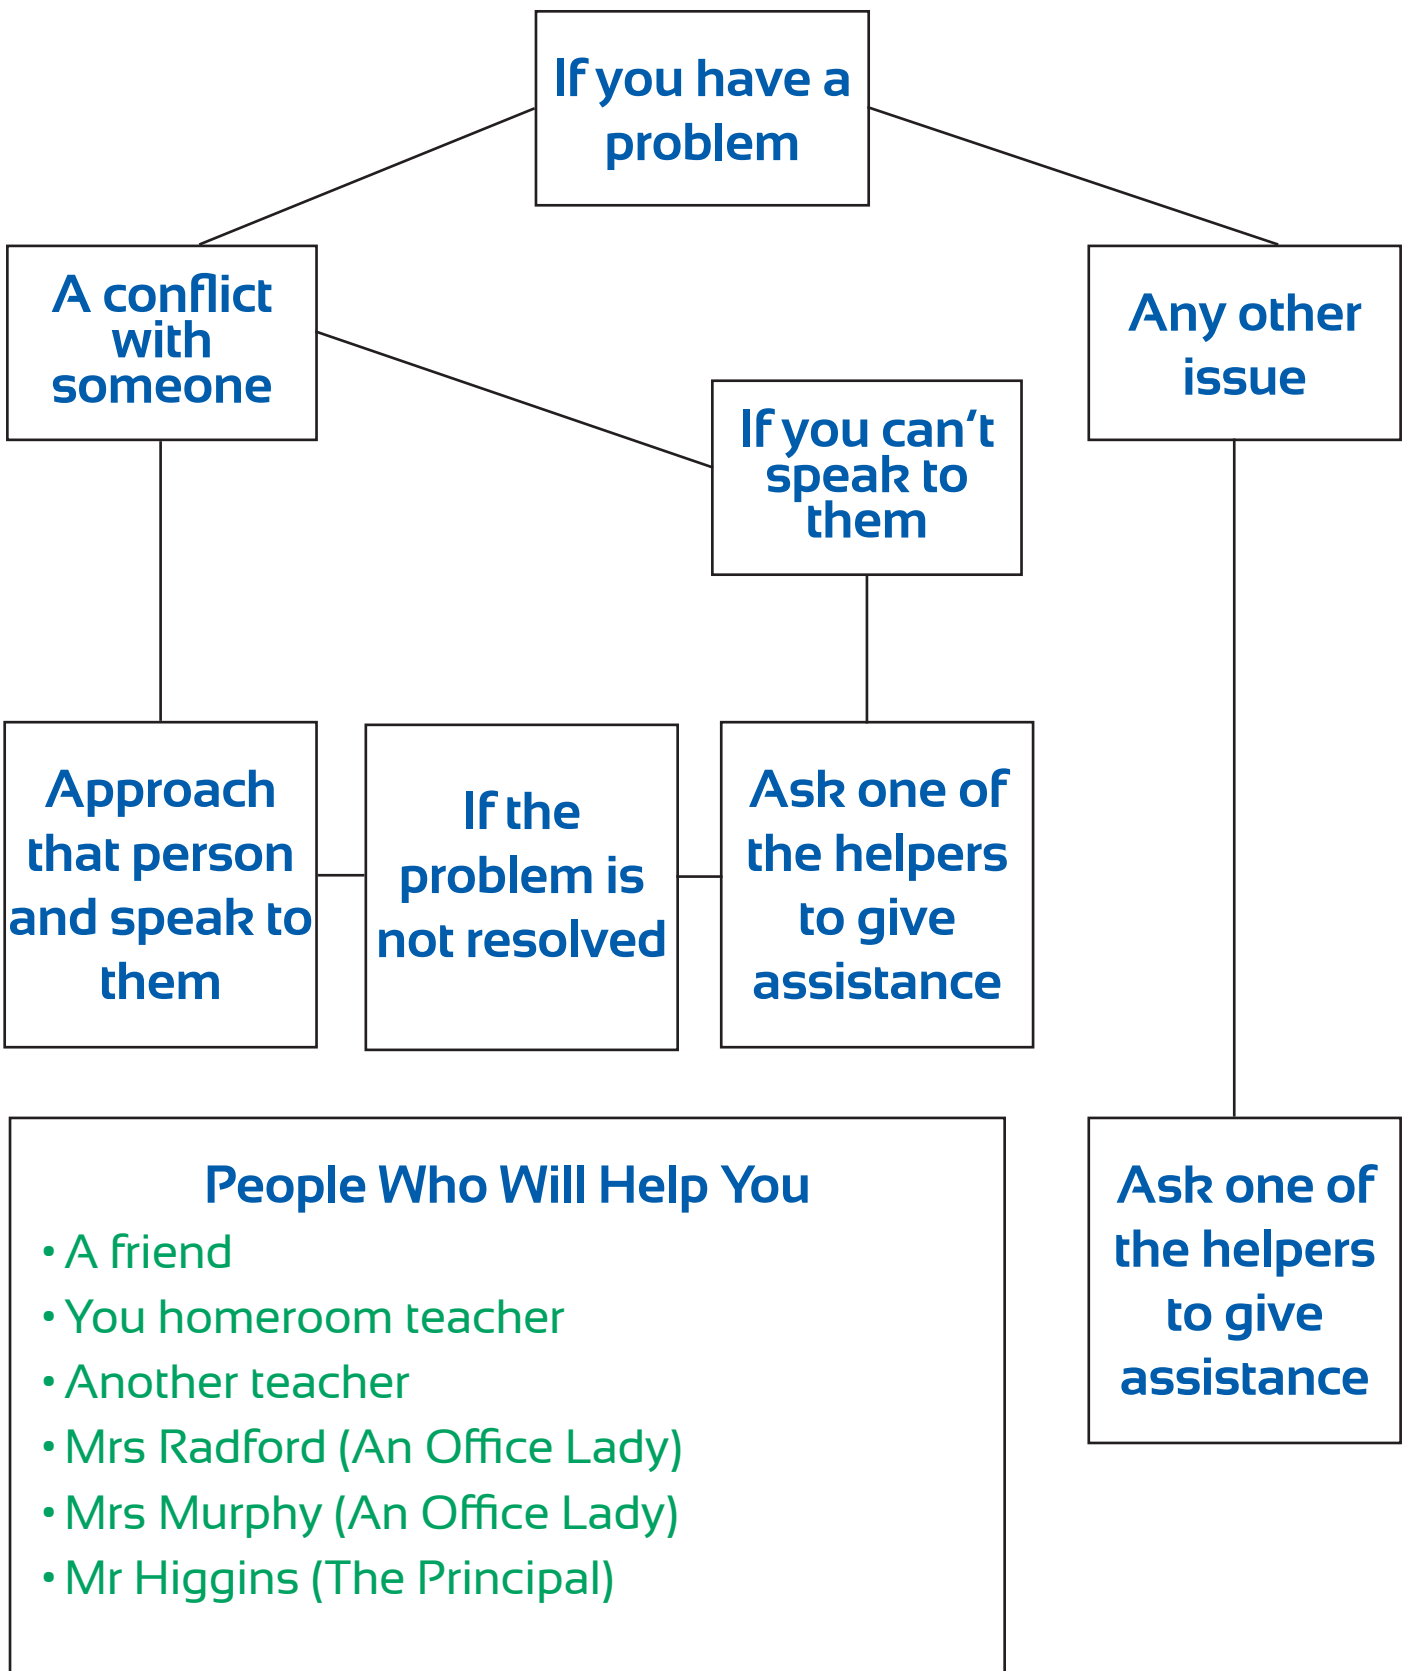 If you have a
problem
A conflict
with
someone
Any other
issue
If you can't
speak to
them
Approach
that person
and speak to
them
If the
problem is
not resolved
Ask one of
the helpers
to give
assistance
People Who Will Help You
• A friend
• You homeroom teacher
• Another teacher
• Mrs Radford (An Office Lady)
• Mrs Murphy (An Office Lady)
• Mr Higgins (The Principal)
Ask one of
the helpers
to give
assistance